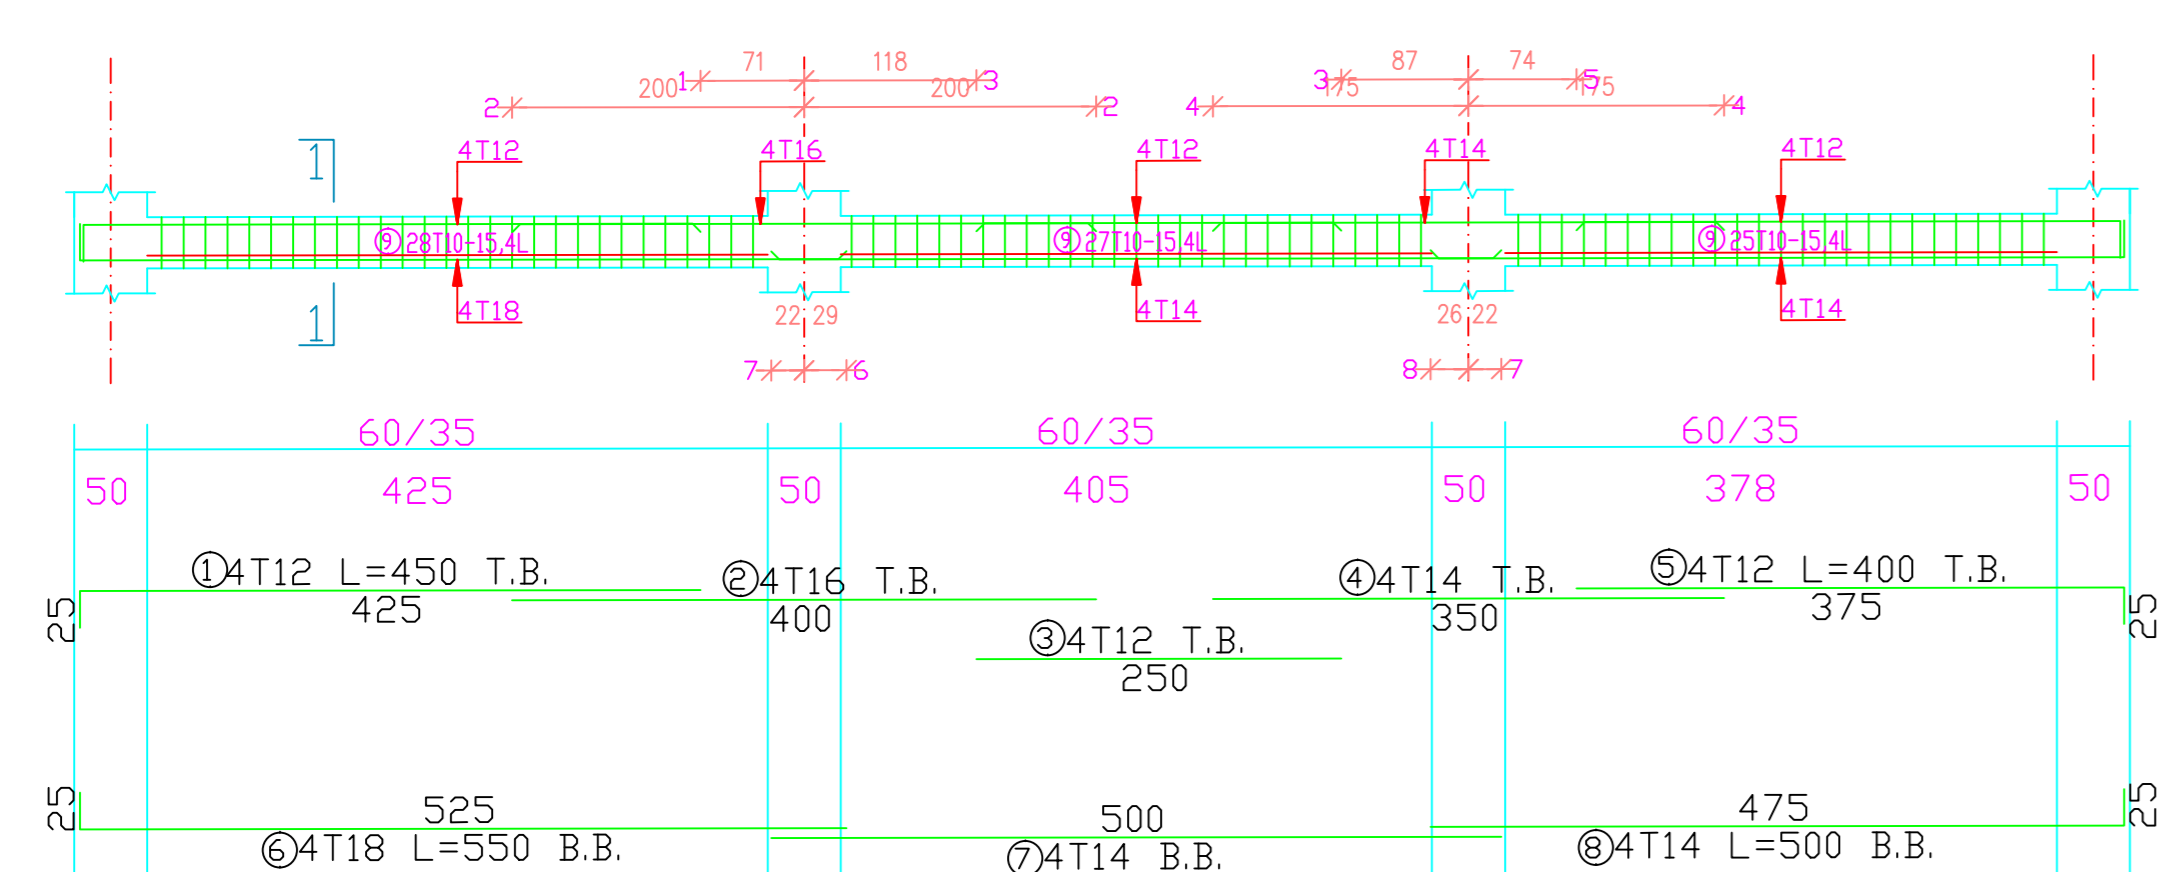 71 118 87 74
1 3 3 5
200 200 175 175
2 2 4 4
4T12 4T16 4T12 4T14 4T12
1
⑨28T10-15,4L ⑨27T10-15,4L ⑨25T10-15,4L
1
4T18 4T14 4T14
22 29 26 22
7 6 8 7
60/35 60/35 60/35
50 425 50 405 50 378 50
①4T12 L=450 T.B. ②4T16 T.B. ④4T14 T.B. ⑤4T12 L=400 T.B.
25 425 400 350 375 25
③4T12 T.B.
250
25 525 500 475 25
⑥4T18 L=550 B.B. ⑦4T14 B.B. ⑧4T14 L=500 B.B.